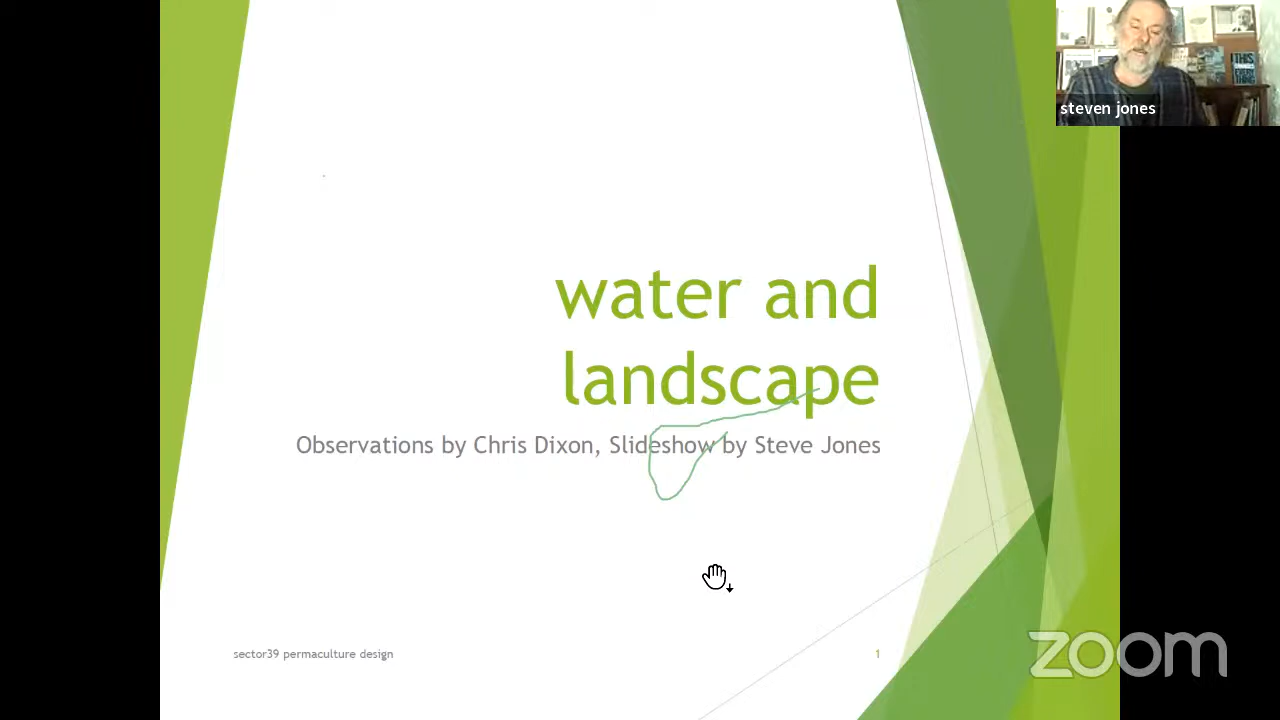 steven jones
water and
landscape
Observations by Chris Dixon, Slideshow by Steve Jones
sector39 permaculture design
1
zoom